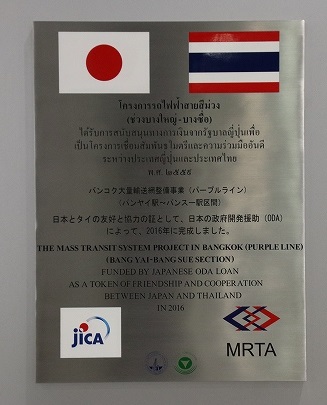 โครงการรถไฟฟ้าสายสีม่วง
(ช่วงบางใหญ่-บางซื่อ)
ได้รับการสนับสนุนทางการเงินจากรัฐบาลญี่ปุ่นเพื่อ
เป็นโครงการเชื่อมสัมพันธไมตรีและความร่วมมืออันดี
ระหว่างประเทศญี่ปุ่นและประเทศไทย
พ.ศ. ๒๕๕๙
バンコク大量輸送網整備事業（パープルライン）
（バンヤイ駅～バンスー駅区間）
日本とタイの友好と協力の証として、日本の政府開発援助（ODA）
によって、2016年に完成しました。
THE MASS TRANSIT SYSTEM PROJECT IN BANGKOK (PURPLE LINE)
(BANG YAI-BANG SUE SECTION)
FUNDED BY JAPANESE ODA LOAN
AS A TOKEN OF FRIENDSHIP AND COOPERATION
BETWEEN JAPAN AND THAILAND
IN 2016
jICA
MRTA